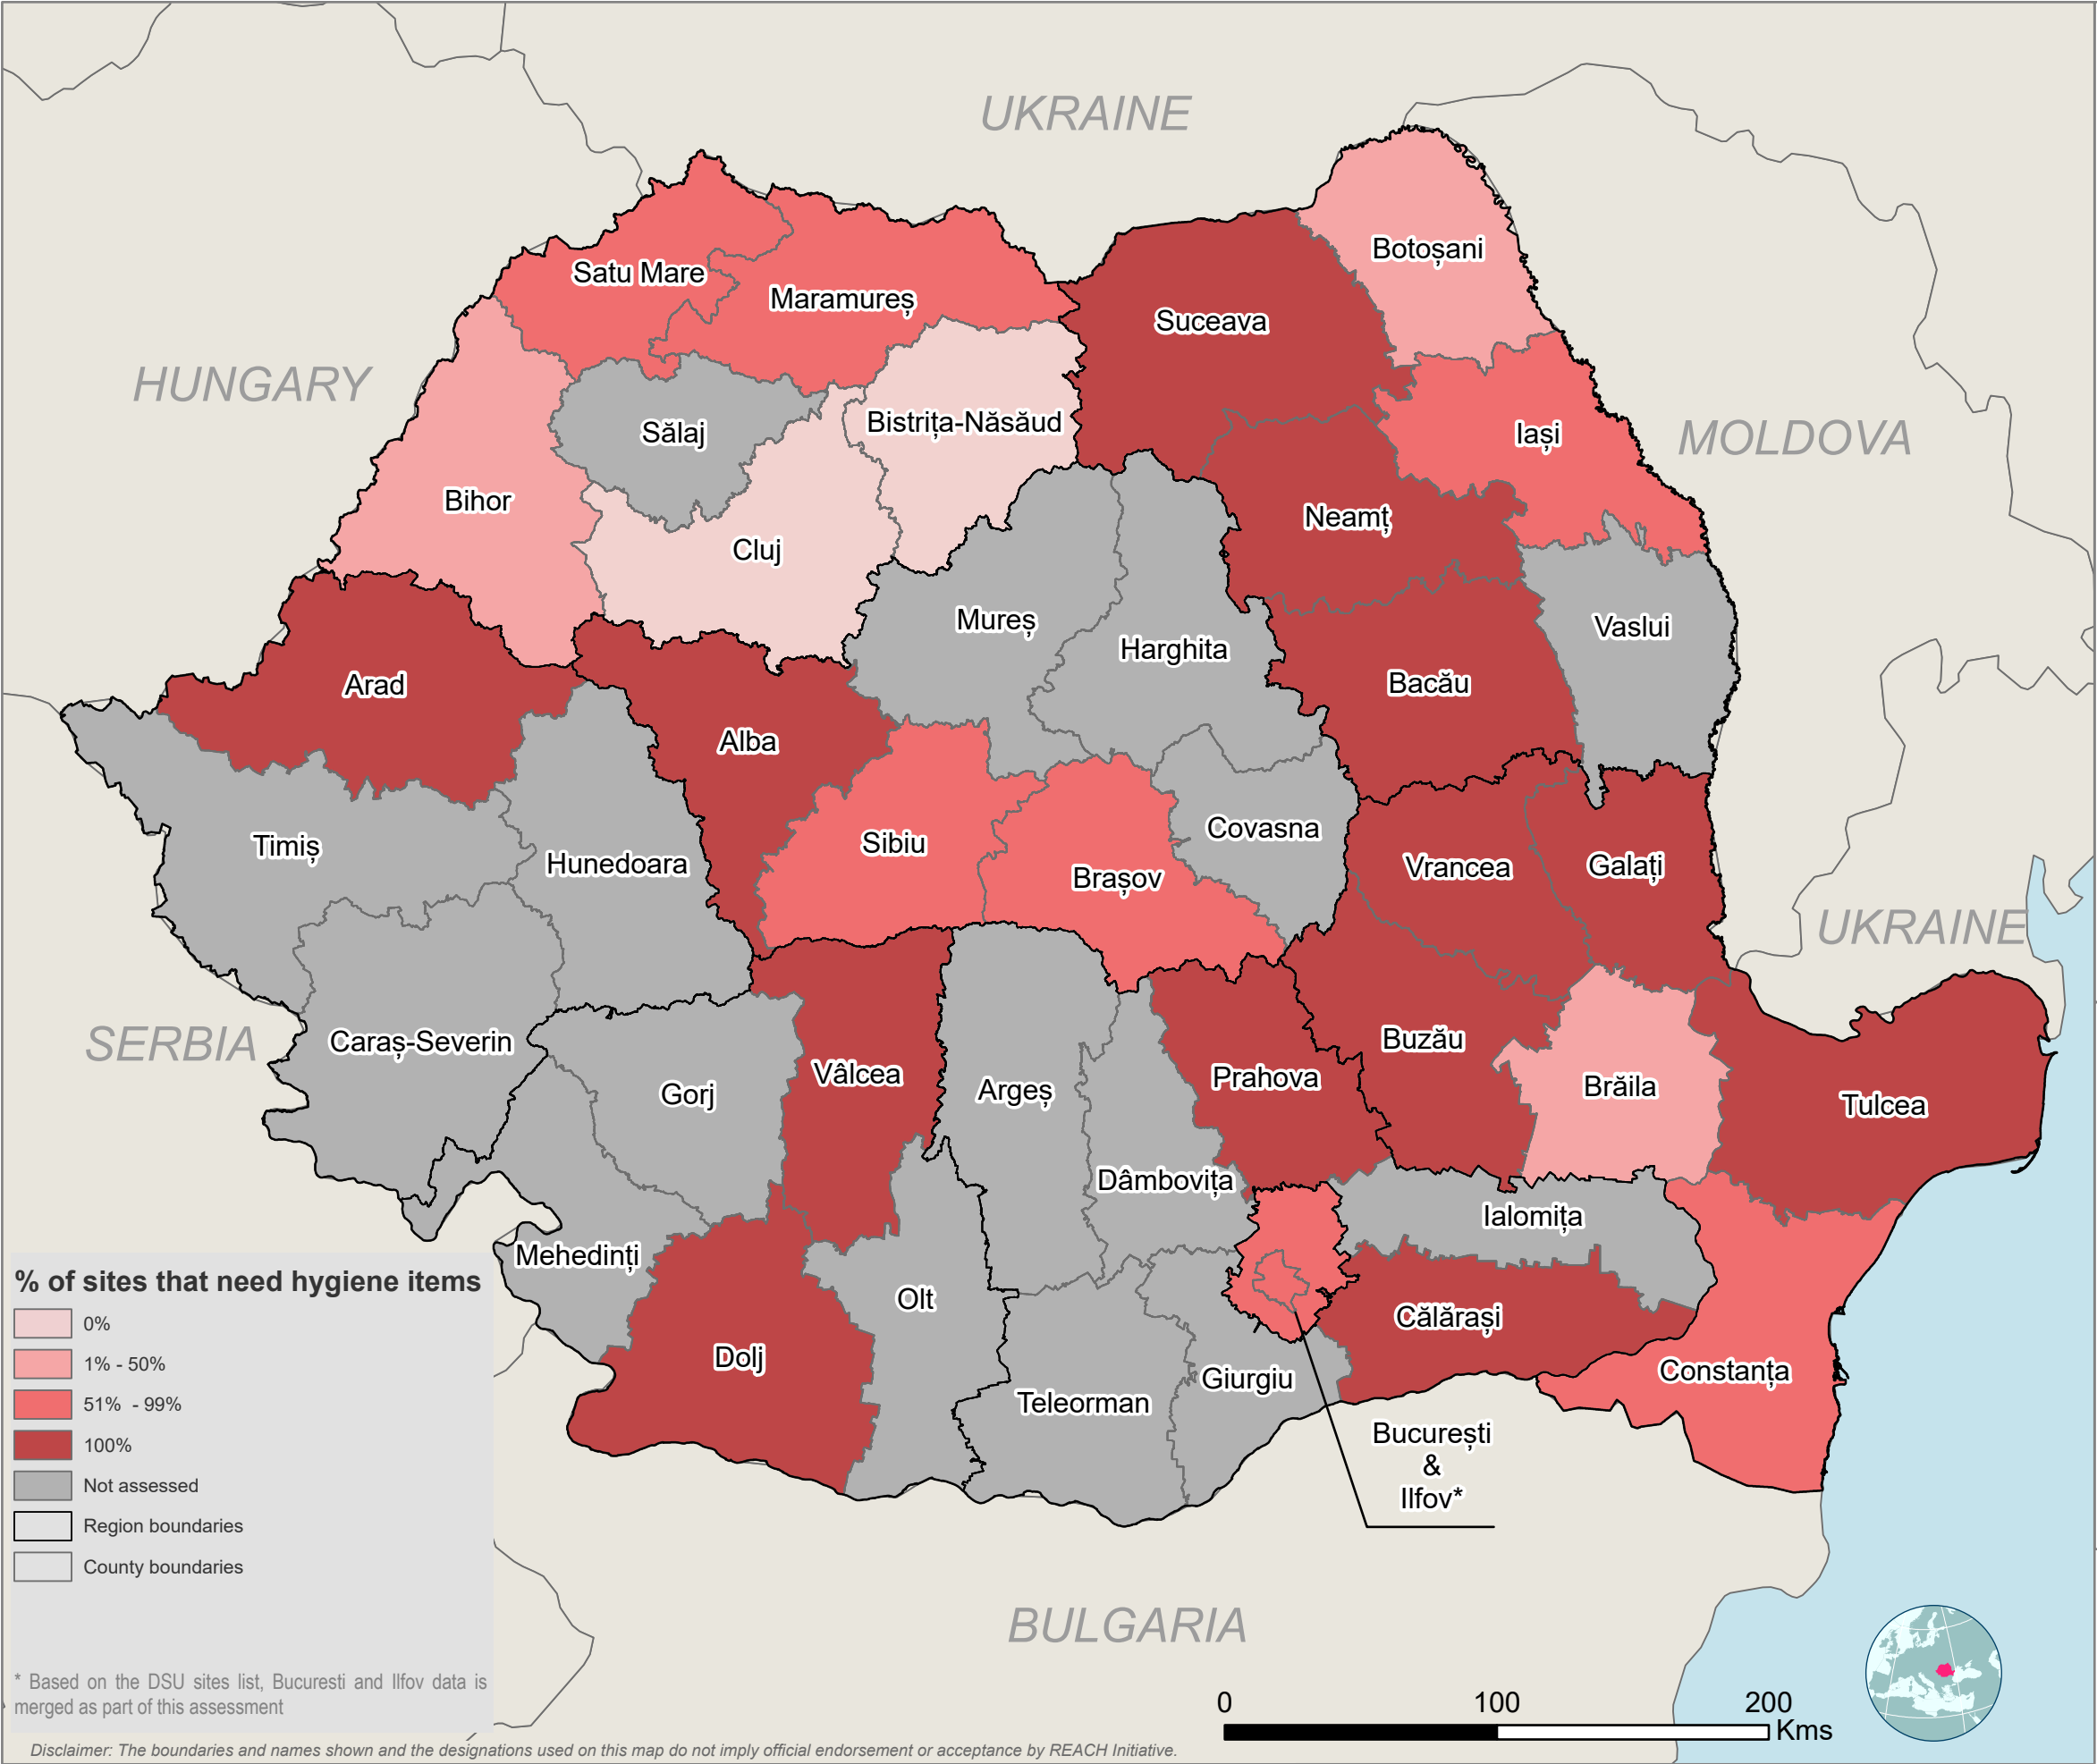 UKRAINE
Botoșani
Satu Mare
Maramureș
Suceava
HUNGARY
Sălaj
Bistrița-Năsăud
Iași
MOLDOVA
Bihor
Neamț
Cluj
Mureș
Vaslui
Harghita
Arad
Bacău
Alba
Timiș
Sibiu
Covasna
Hunedoara
Brașov
Vrancea
Galați
UKRAINE
SERBIA
Caraș-Severin
Gorj
Vâlcea
Argeș
Prahova
Buzău
Brăila
Tulcea
Dâmbovița
Ialomița
Mehedinți
Olt
Călărași
Dolj
Teleorman
Giurgiu
Constanța
București
&
Ilfov*
BULGARIA
% of sites that need hygiene items
0%
1% - 50%
51% - 99%
100%
Not assessed
Region boundaries
County boundaries
* Based on the DSU sites list, Bucuresti and Ilfov data is
merged as part of this assessment
0 100 200
Kms
Disclaimer: The boundaries and names shown and the designations used on this map do not imply official endorsement or acceptance by REACH Initiative.